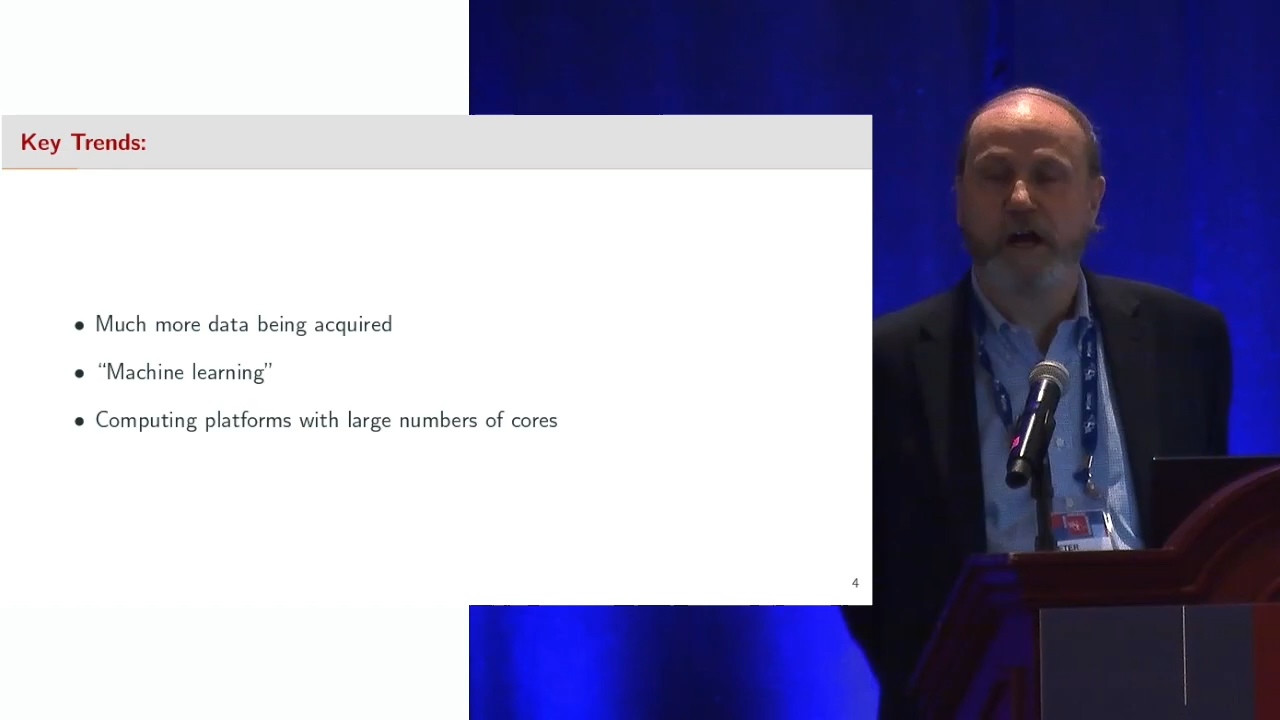 Key Trends:
• Much more data being acquired
• “Machine learning”
• Computing platforms with large numbers of cores
4